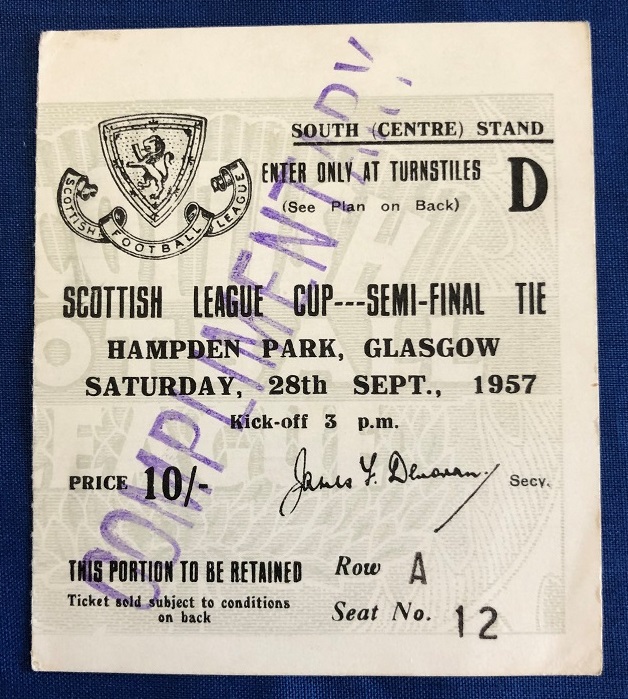 SOUTH (CENTRE) STAND
ENTER ONLY AT TURNSTILES D
(See Plan on Back)
SCOTTISH FOOTBALL LEAGUE
COMPLIMENTARY
SCOTTISH LEAGUE CUP---SEMI-FINAL TIE
HAMPDEN PARK, GLASGOW
SATURDAY, 28th SEPT., 1957
Kick-off 3 p.m.
PRICE 10/-
James F. Denovan. Secy.
THIS PORTION TO BE RETAINED
Ticket sold subject to conditions
on back
Row A
Seat No. 12